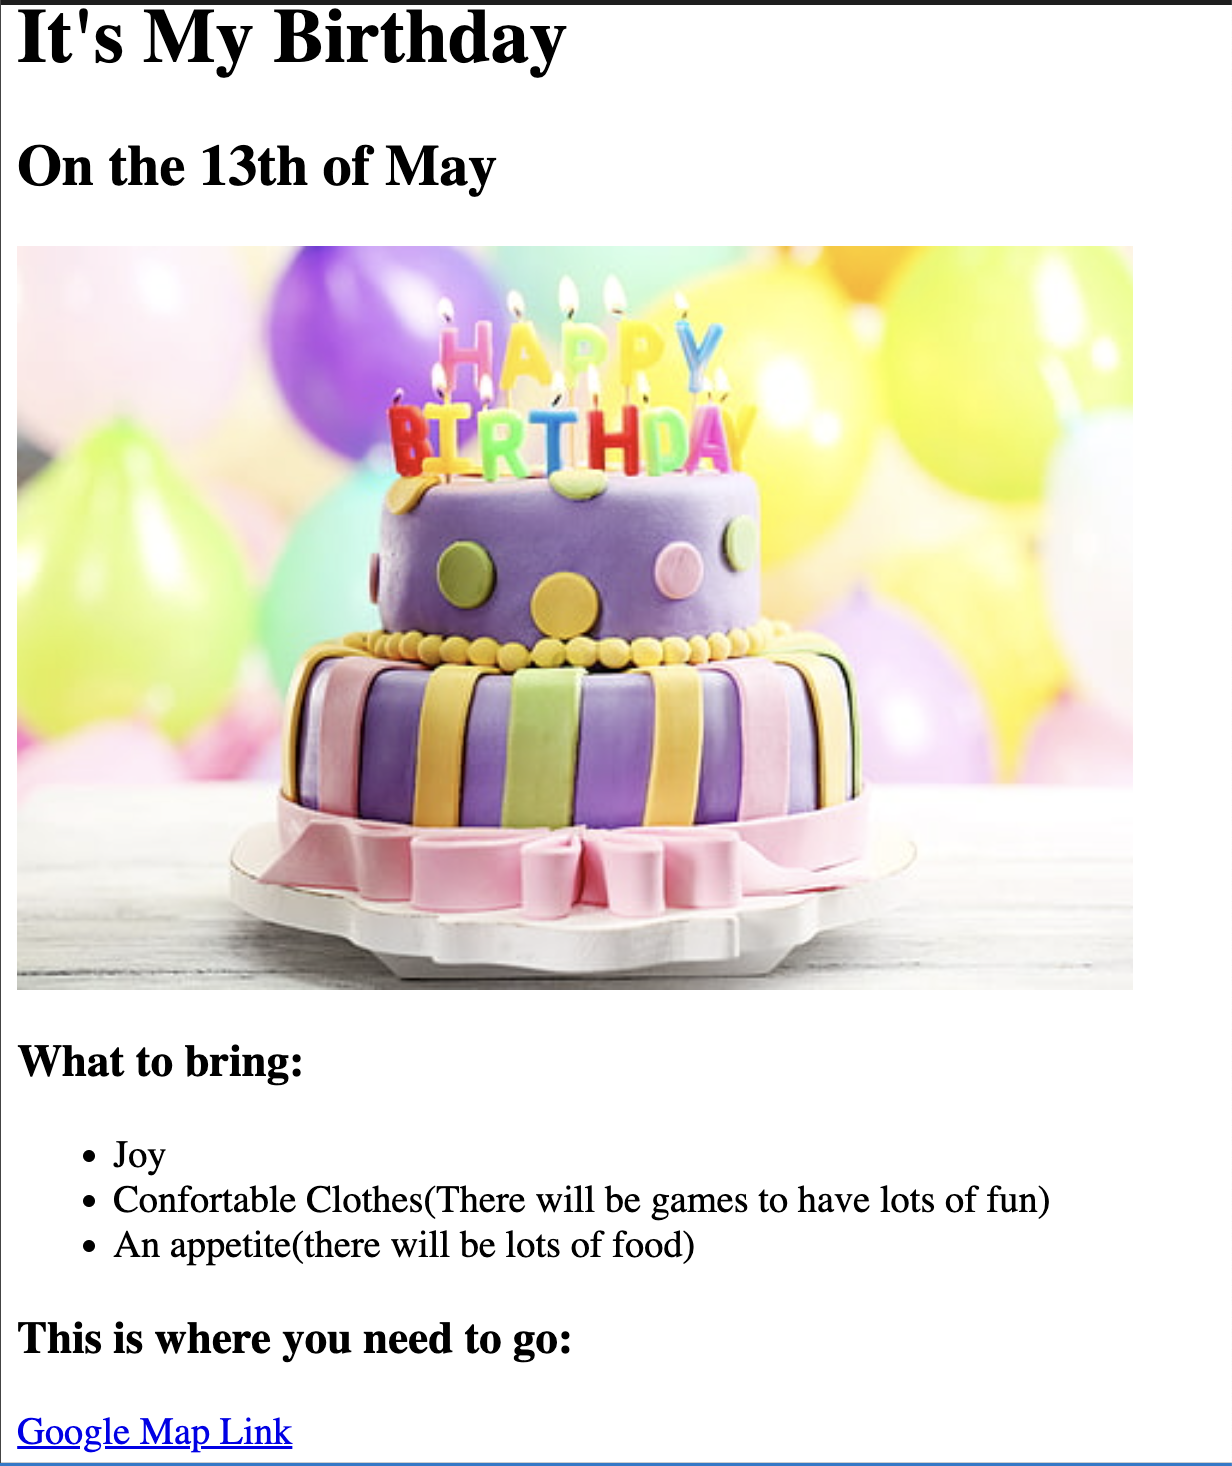 It's My Birthday
On the 13th of May
HAPPY
BIRTHDAY
What to bring:
• Joy
• Confortable Clothes(There will be games to have lots of fun)
• An appetite(there will be lots of food)
This is where you need to go:
Google Map Link